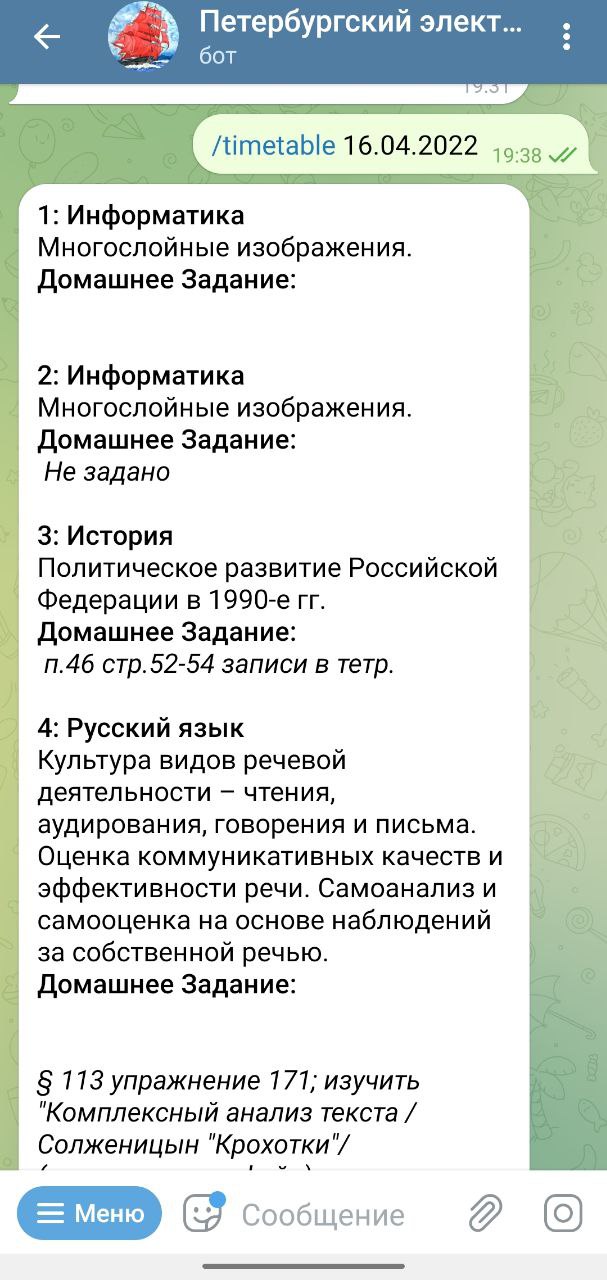 Петербургский элект...
бот
19:31
/timetable 16.04.2022 19:38
1: Информатика
Многослойные изображения.
Домашнее Задание:
2: Информатика
Многослойные изображения.
Домашнее Задание:
Не задано
3: История
Политическое развитие Российской
Федерации в 1990-е гг.
Домашнее Задание:
п.46 стр.52-54 записи в тетр.
4: Русский язык
Культура видов речевой
деятельности – чтения,
аудирования, говорения и письма.
Оценка коммуникативных качеств и
эффективности речи. Самоанализ и
самооценка на основе наблюдений
за собственной речью.
Домашнее Задание:
§ 113 упражнение 171; изучить
"Комплексный анализ текста /
Солженицын "Крохотки"/
Меню
Сообщение